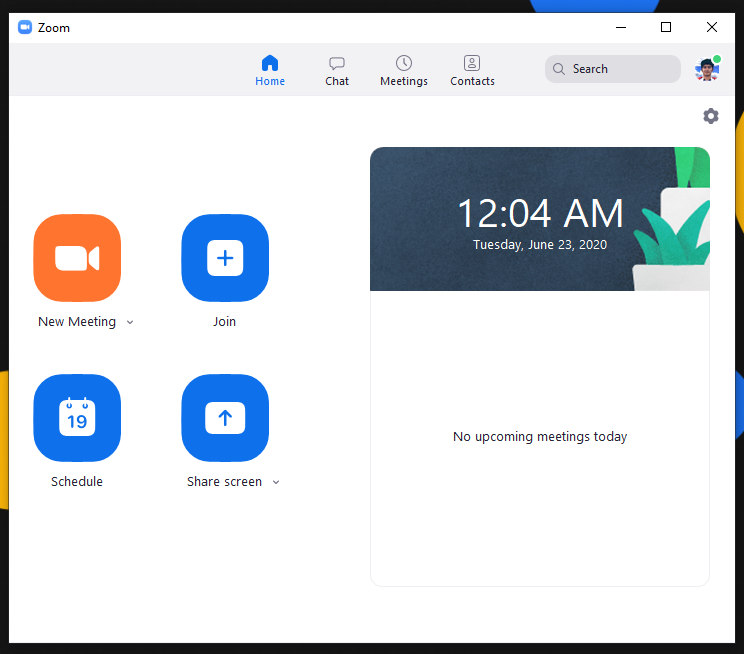 Zoom
Home Chat Meetings Contacts Search
12:04 AM
Tuesday, June 23, 2020
New Meeting Join
19
Schedule Share screen
No upcoming meetings today